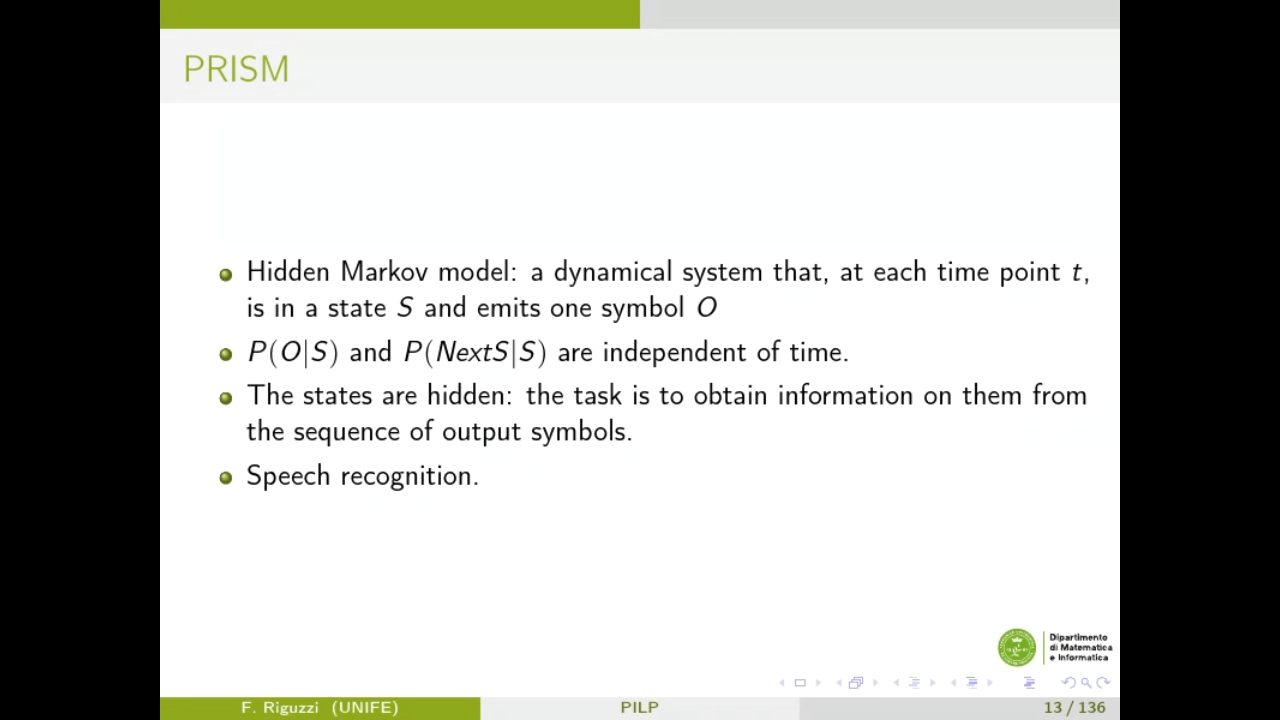 PRISM
Hidden Markov model: a dynamical system that, at each time point t,
is in a state S and emits one symbol O
P(O|S) and P(NextS|S) are independent of time.
The states are hidden: the task is to obtain information on them from
the sequence of output symbols.
Speech recognition.
Dipartimento
di Matematica
e Informatica
F. Riguzzi (UNIFE)
PILP
13 / 136